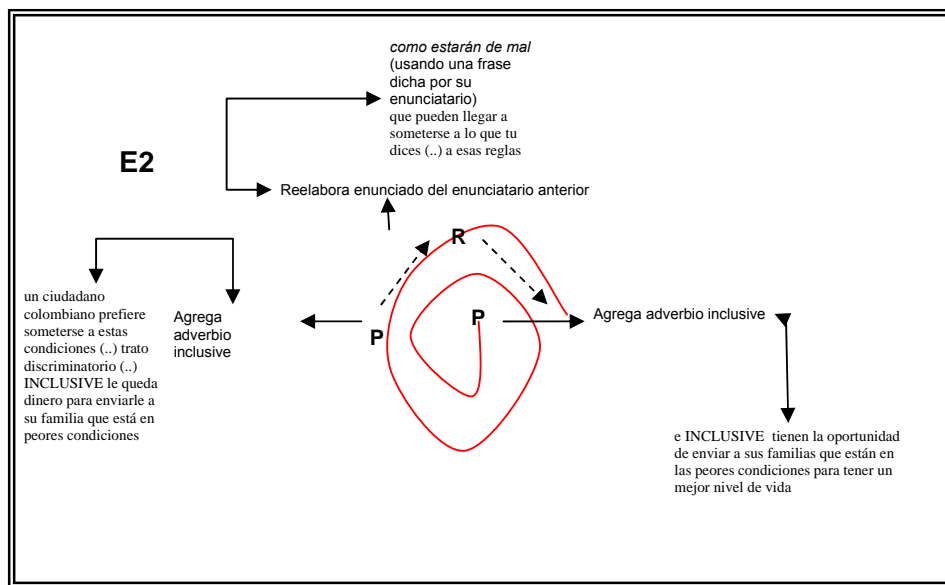 como estarán de mal
(usando una frase
dicha por su
enunciatario)
que pueden llegar a
someterse a lo que tu
dices (..) a esas reglas
E2
Reelabora enunciado del enunciatario anterior
R
un ciudadano
colombiano prefiere
someterse a estas
condiciones (..) trato
discriminatorio (..)
INCLUSIVE le queda
dinero para enviarle a
su familia que está en
peores condiciones
Agrega
adverbio
inclusive
P
P
Agrega adverbio inclusive
e INCLUSIVE  tienen la oportunidad
de enviar a sus familias que están en
las peores condiciones para tener un
mejor nivel de vida